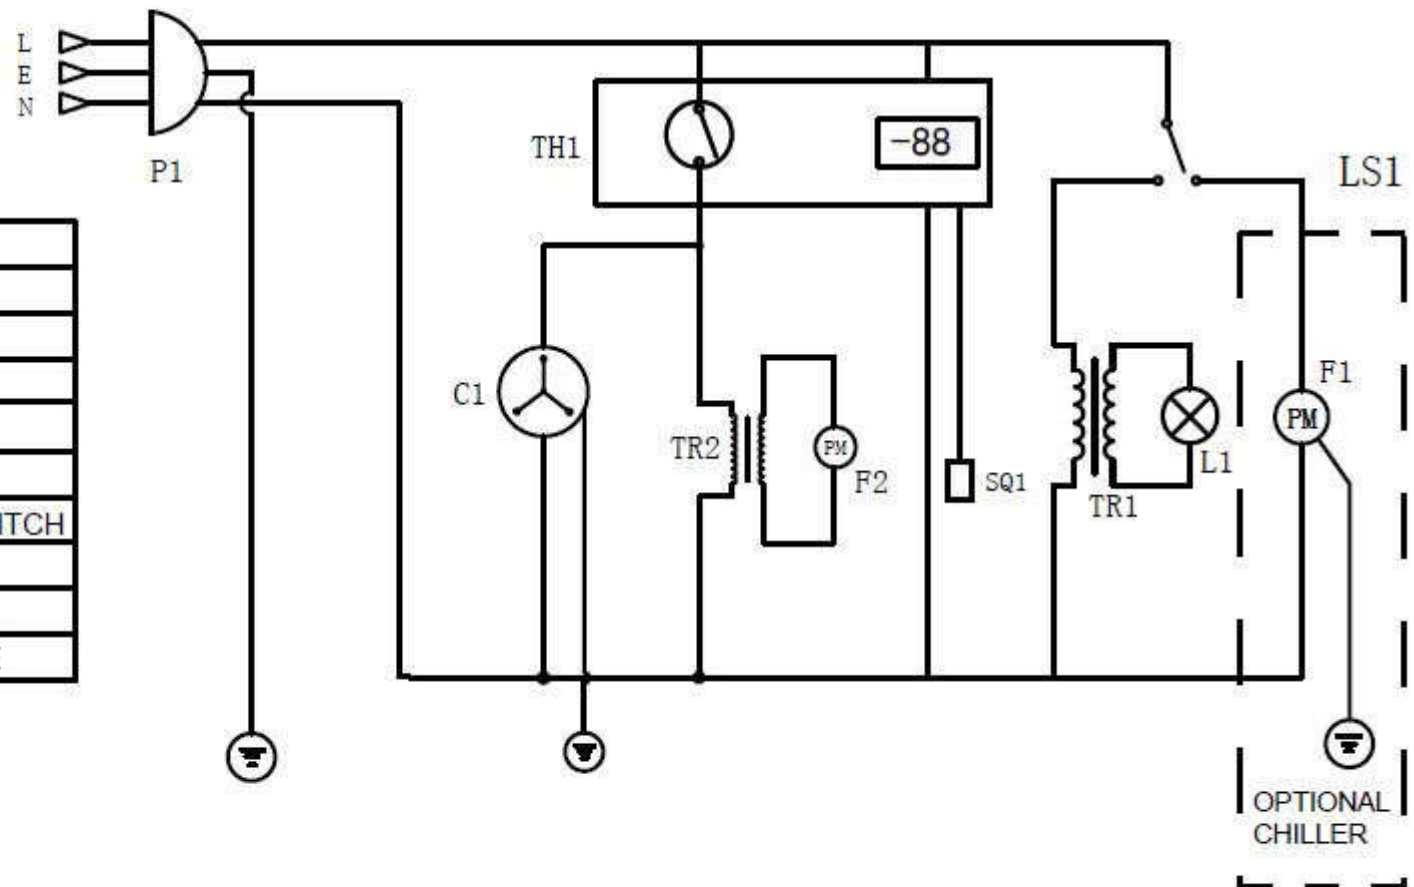 L
E
N
P1
TH1
-88
LS1
C1
TR2
PM
F2
SQ1
TR1
L1
F1
PM
ITCH
OPTIONAL
CHILLER